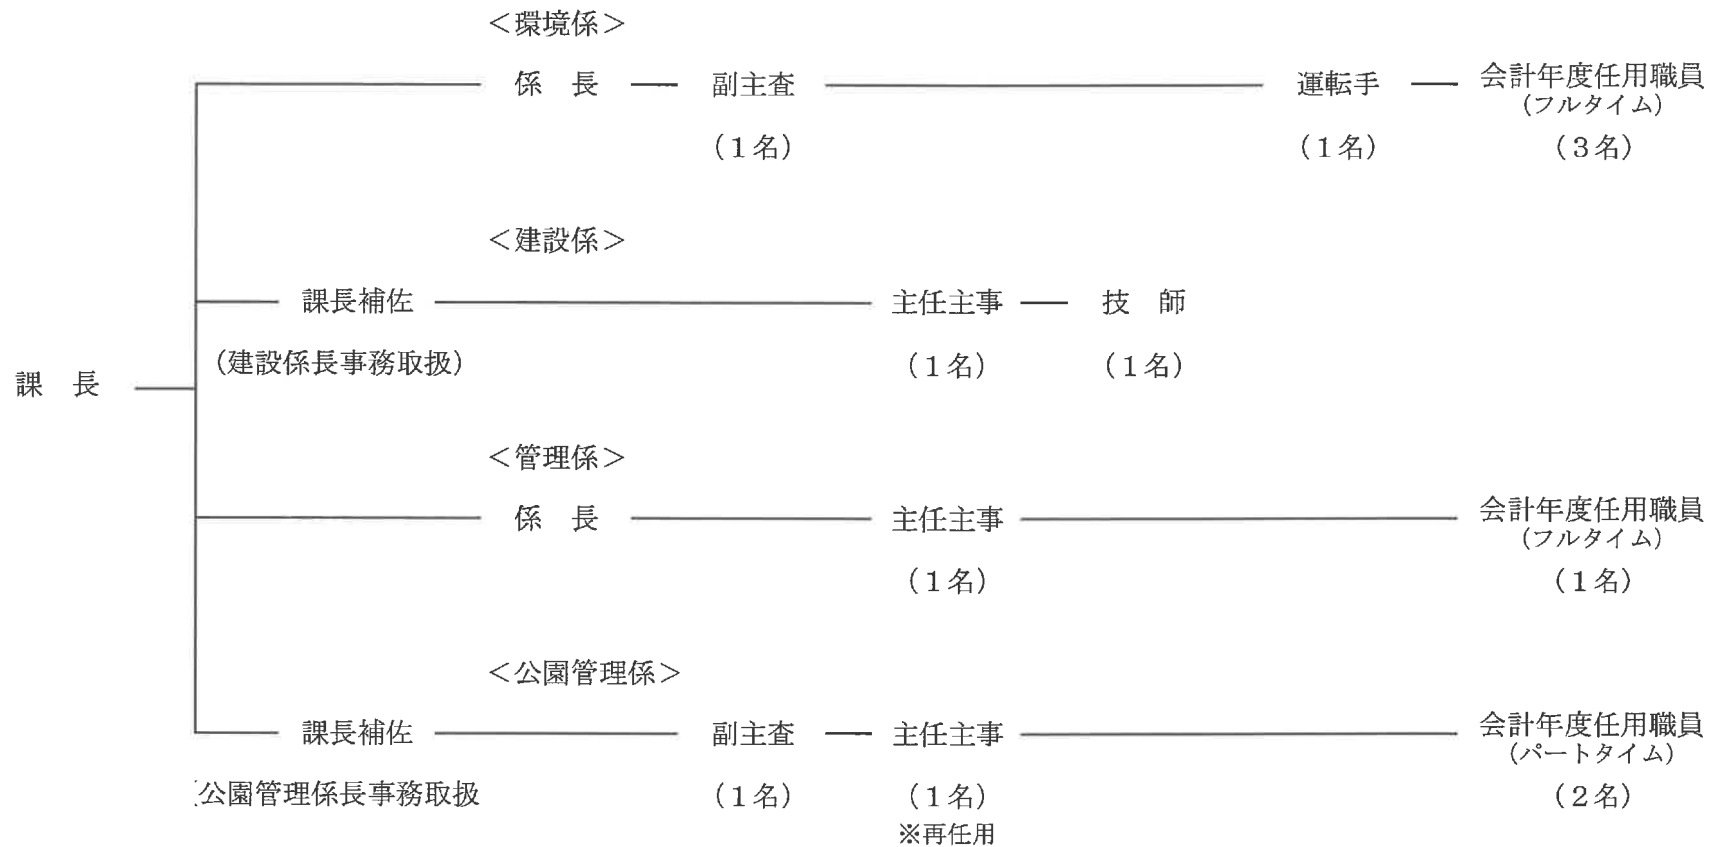 ＜環境係＞
係　長　副主査　運転手　会計年度任用職員
（フルタイム）
（１名）　（１名）　（３名）
＜建設係＞
課長補佐　主任主事　技　師
（建設係長事務取扱）　（１名）　（１名）
課　長
＜管理係＞
係　長　主任主事　会計年度任用職員
（フルタイム）
（１名）　（１名）
＜公園管理係＞
課長補佐　副主査　主任主事　会計年度任用職員
（パートタイム）
（公園管理係長事務取扱　（１名）　（１名）　（２名）
※再任用